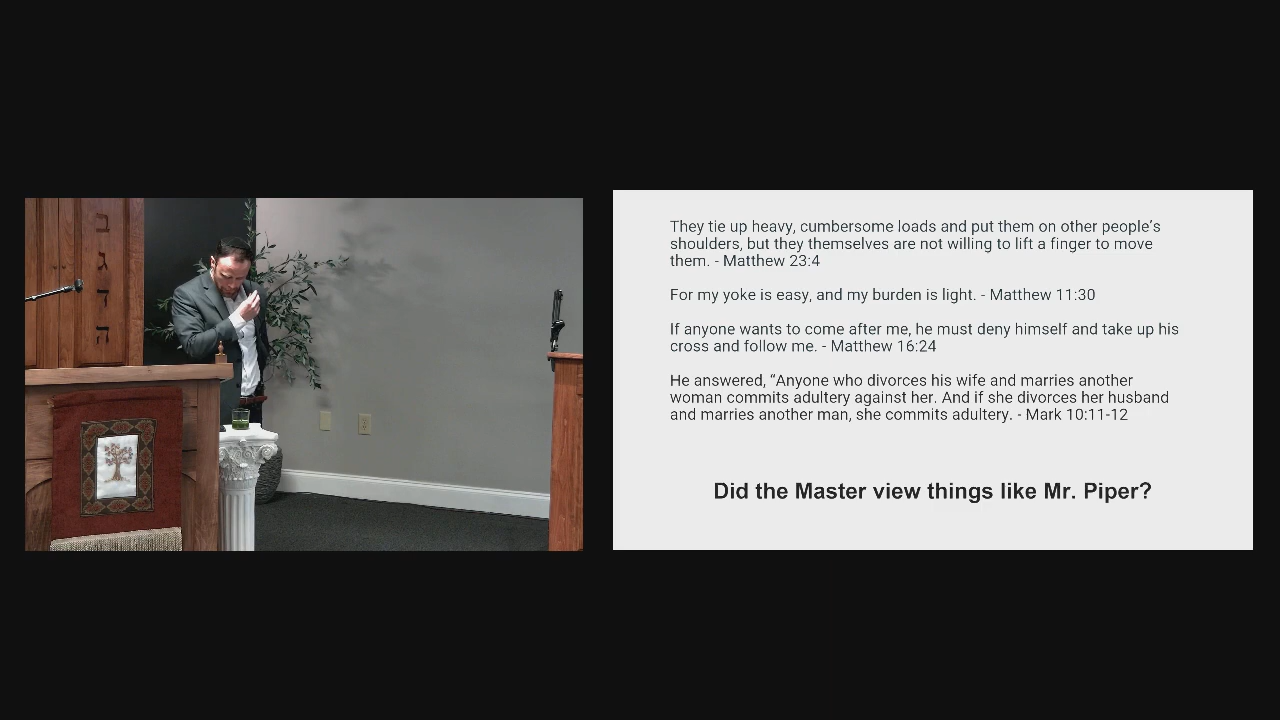 ב
ג
ד
ת
They tie up heavy, cumbersome loads and put them on other people’s
shoulders, but they themselves are not willing to lift a finger to move
them. - Matthew 23:4
For my yoke is easy, and my burden is light. - Matthew 11:30
If anyone wants to come after me, he must deny himself and take up his
cross and follow me. - Matthew 16:24
He answered, “Anyone who divorces his wife and marries another
woman commits adultery against her. And if she divorces her husband
and marries another man, she commits adultery. - Mark 10:11-12
Did the Master view things like Mr. Piper?